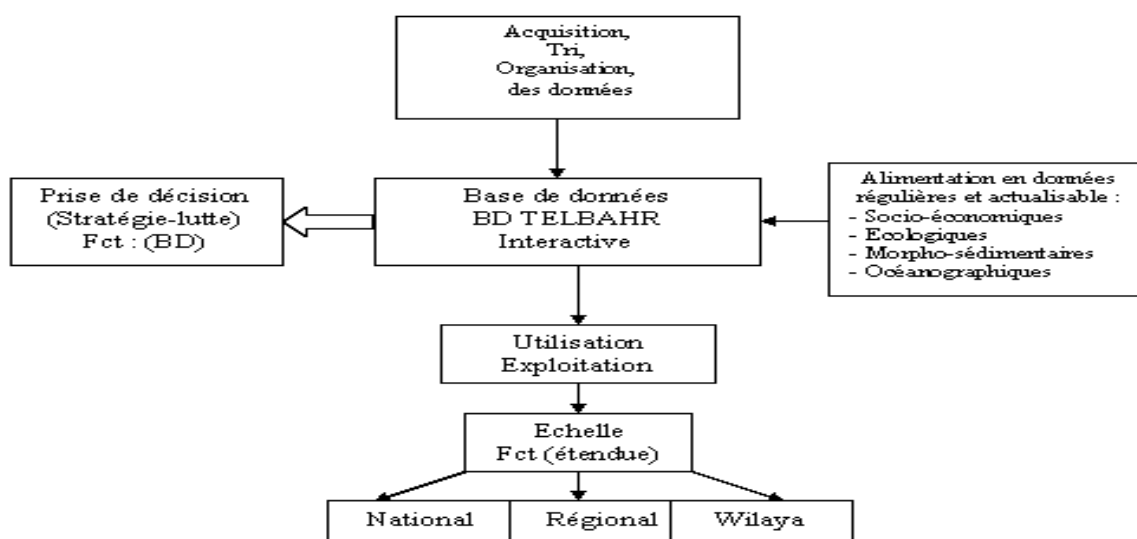 Acquisition,
Tri,
Organisation,
des données
Prise de décision
(Stratégie-lutte)
Fct : (BD)
Base de données
BD TELBAHR
Interactive
Alimentation en données
régulières et actualisable :
- Socio-économiques
- Ecologiques
- Morpho-sédimentaires
- Océanographiques
Utilisation
Exploitation
Echelle
Fct (étendue)
National
Régional
Wilaya